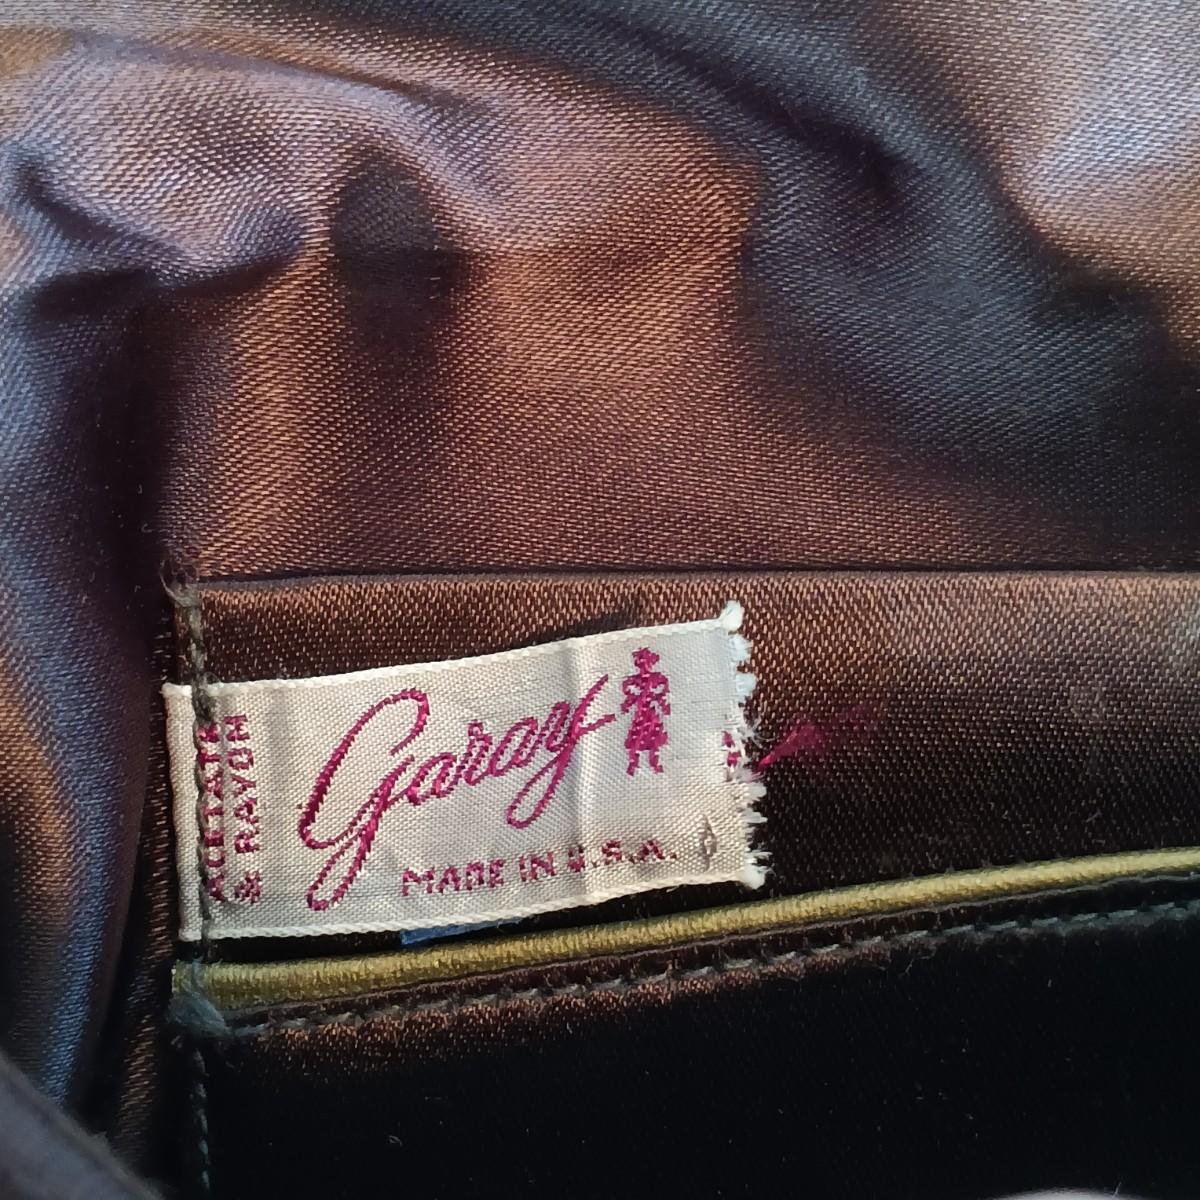 ACETATE
& RAYON
Garay
MADE IN U.S.A.